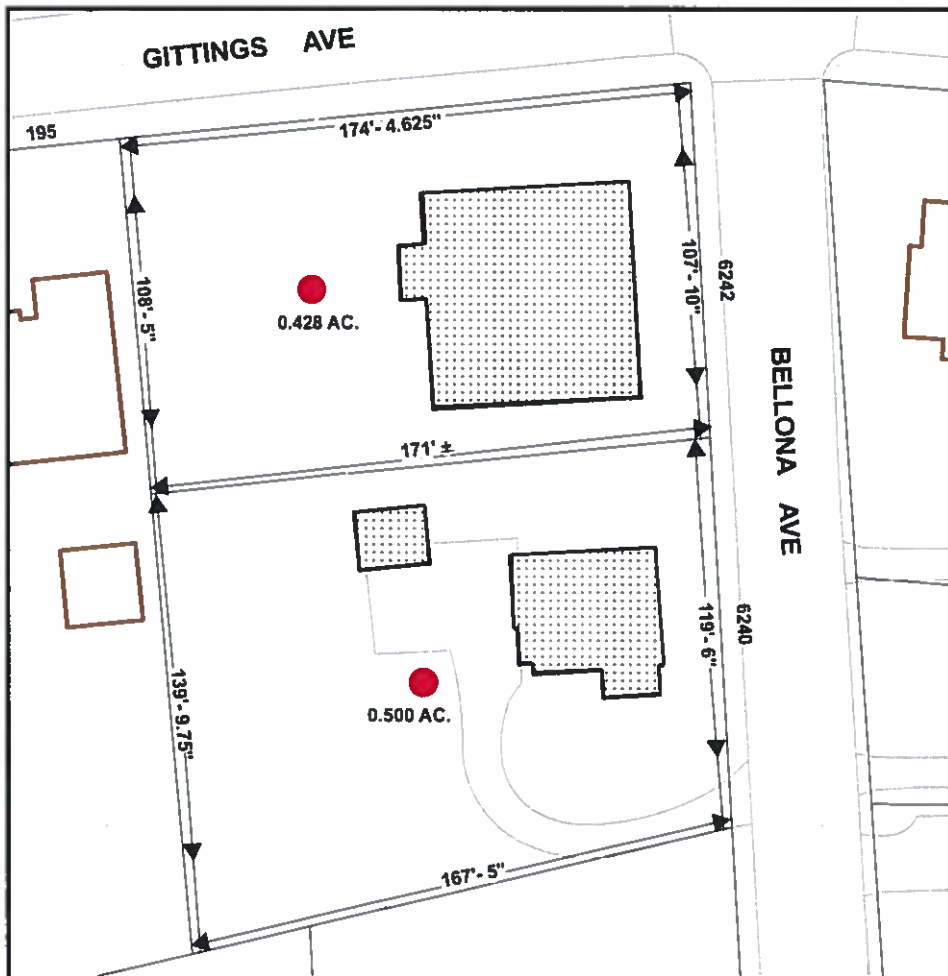 GITTINGS AVE
195
174'- 4.625"
108'- 5"
107'- 10"
6242
0.428 AC.
BELLONA AVE
171' ±
139'- 9.75"
119'- 6"
6240
0.500 AC.
167'- 5"